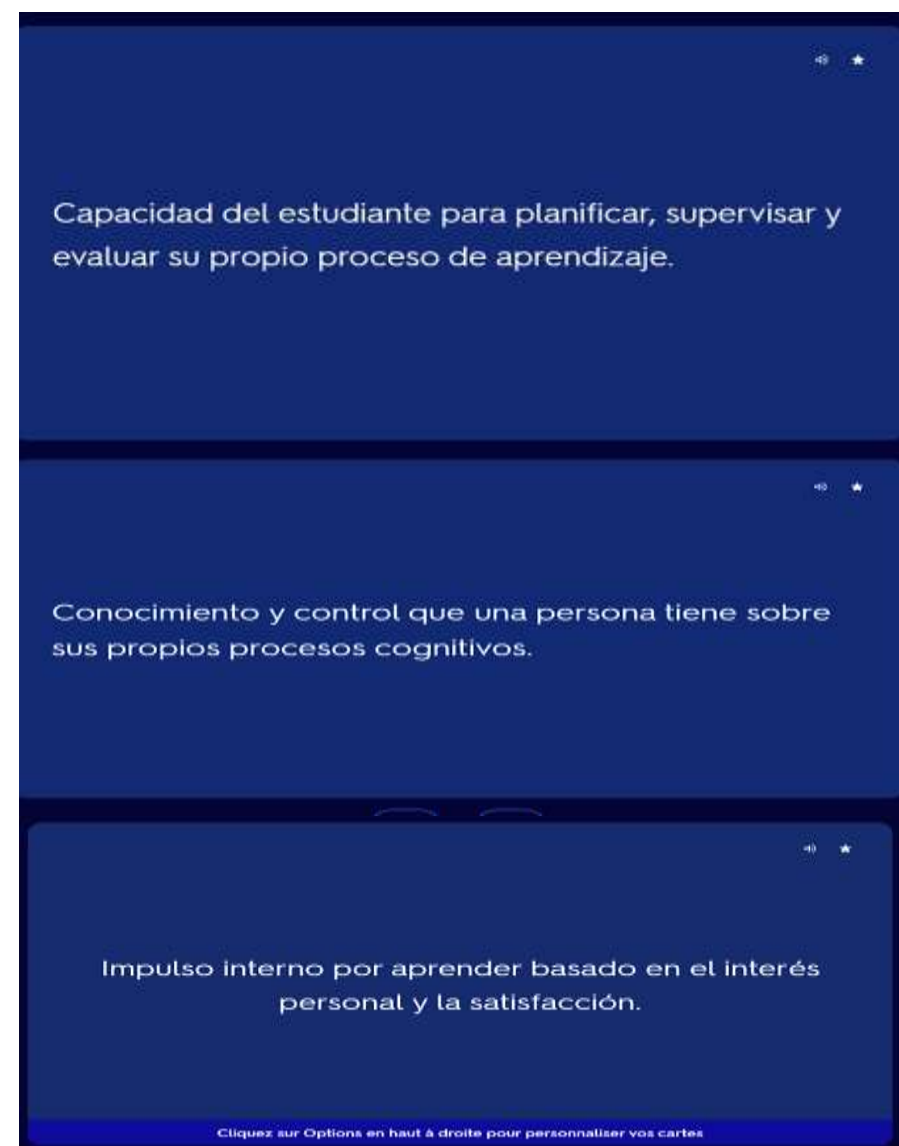 Capacidad del estudiante para planificar, supervisar y
evaluar su propio proceso de aprendizaje.
Conocimiento y control que una persona tiene sobre
sus propios procesos cognitivos.
Impulso interno por aprender basado en el interés
personal y la satisfacción.
Cliquez sur Options en haut à droite pour personnaliser vos cartes